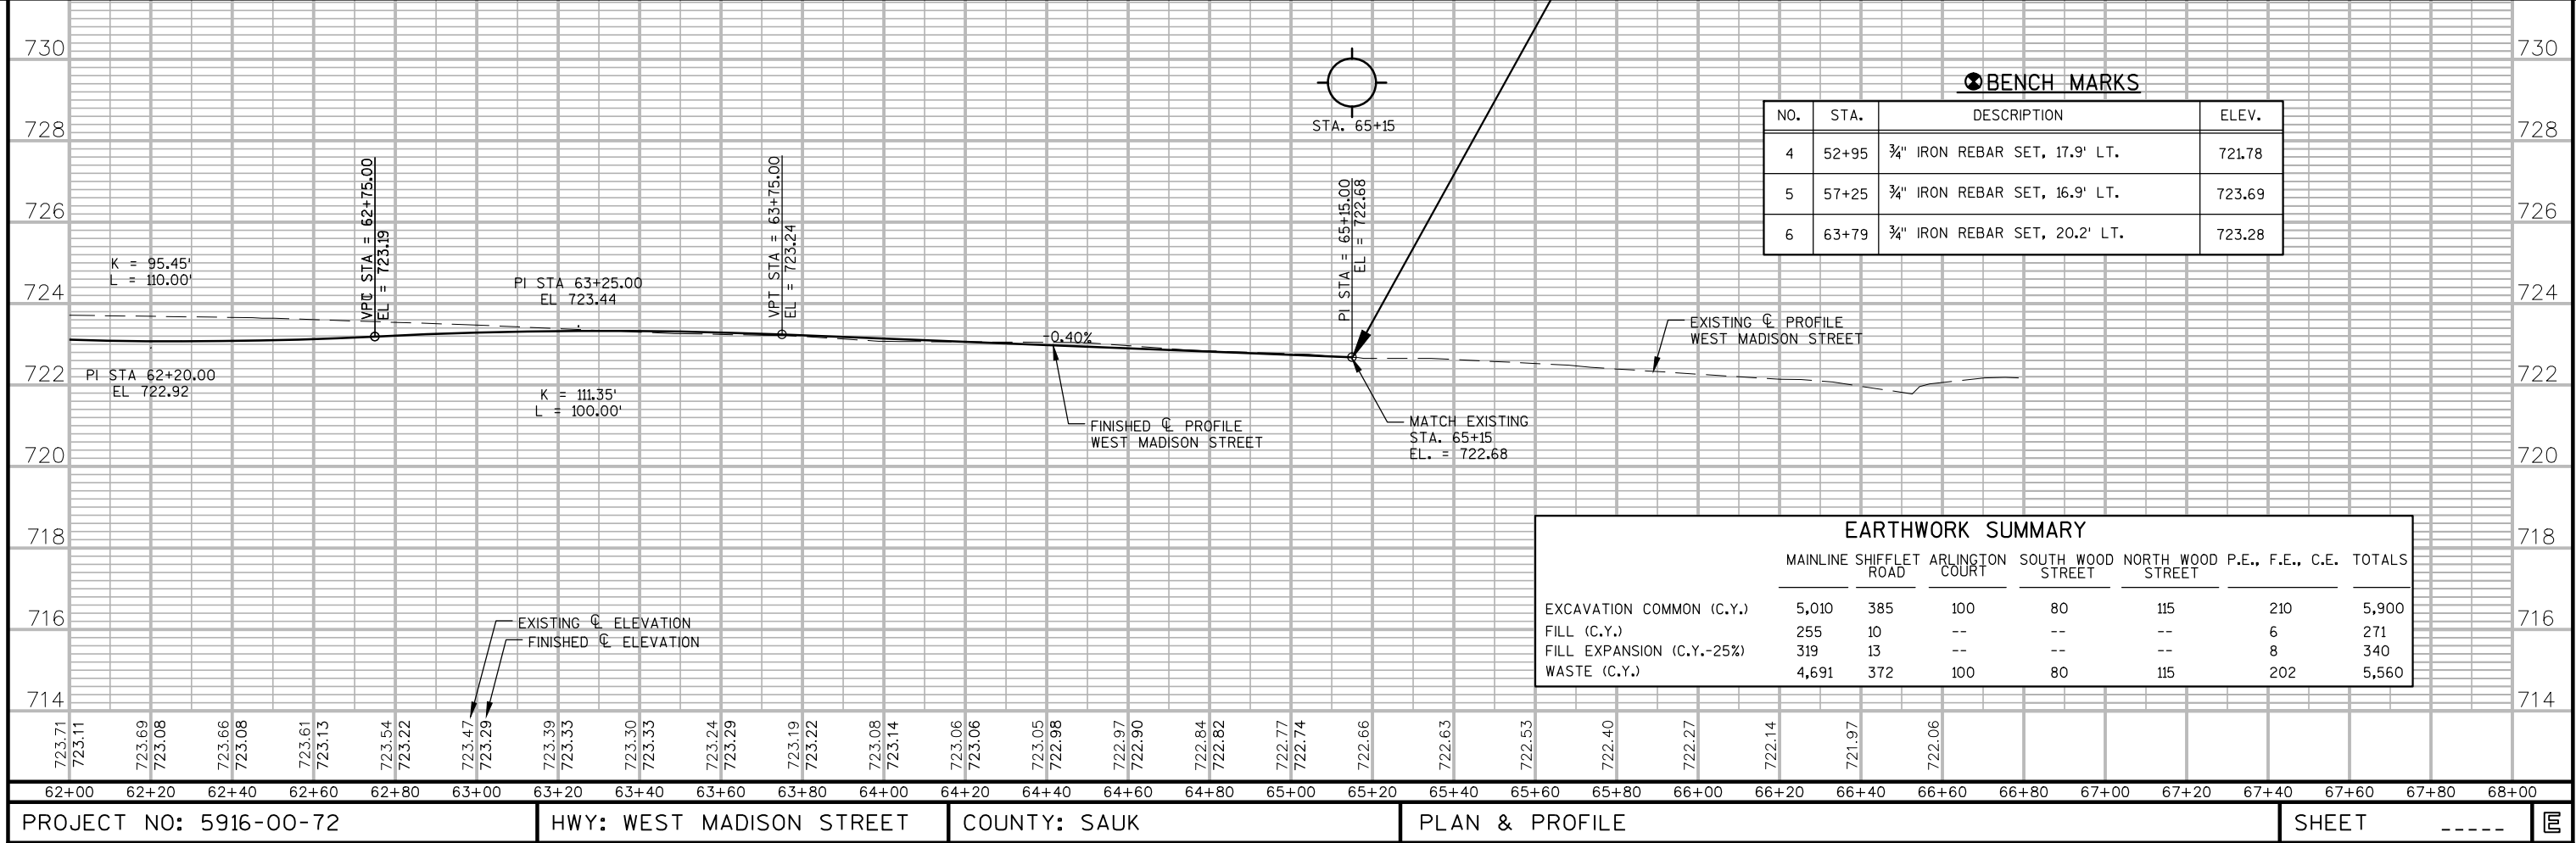 730
730
BENCH MARKS
NO. STA. DESCRIPTION ELEV.
4 52+95 ¾" IRON REBAR SET, 17.9' LT. 721.78
5 57+25 ¾" IRON REBAR SET, 16.9' LT. 723.69
6 63+79 ¾" IRON REBAR SET, 20.2' LT. 723.28
STA. 65+15
728
728
726
726
EL = 723.19
VPT STA = 63+75.00
EL = 723.24
PI STA = 65+15.00
EL = 722.68
K = 95.45'
L = 110.00'
PI STA 63+25.00
EL 723.44
724
724
-0.40%
EXISTING ℄ PROFILE
WEST MADISON STREET
722
722
PI STA 62+20.00
EL 722.92
K = 111.35'
L = 100.00'
FINISHED ℄ PROFILE
WEST MADISON STREET
MATCH EXISTING
STA. 65+15
EL. = 722.68
720
720
718
718
EARTHWORK SUMMARY
MAINLINE SHIFFLET ROAD ARLINGTON COURT SOUTH WOOD STREET NORTH WOOD STREET P.E., F.E., C.E. TOTALS
EXCAVATION COMMON (C.Y.) 5,010 385 100 80 115 210 5,900
FILL (C.Y.) 255 10 -- -- -- 6 271
FILL EXPANSION (C.Y.-25%) 319 13 -- -- -- 8 340
WASTE (C.Y.) 4,691 372 100 80 115 202 5,560
716
716
EXISTING ℄ ELEVATION
FINISHED ℄ ELEVATION
714
714
723.71
723.11
723.69
723.08
723.66
723.08
723.61
723.13
723.54
723.22
723.47
723.29
723.39
723.33
723.30
723.33
723.24
723.29
723.19
723.22
723.08
723.14
723.06
723.06
723.05
722.98
722.97
722.90
722.84
722.82
722.77
722.74
722.66
722.63
722.53
722.40
722.27
722.14
721.97
722.06
62+00 62+20 62+40 62+60 62+80 63+00 63+20 63+40 63+60 63+80 64+00 64+20 64+40 64+60 64+80 65+00 65+20 65+40 65+60 65+80 66+00 66+20 66+40 66+60 66+80 67+00 67+20 67+40 67+60 67+80 68+00
PROJECT NO: 5916-00-72 HWY: WEST MADISON STREET COUNTY: SAUK PLAN & PROFILE SHEET _____ E